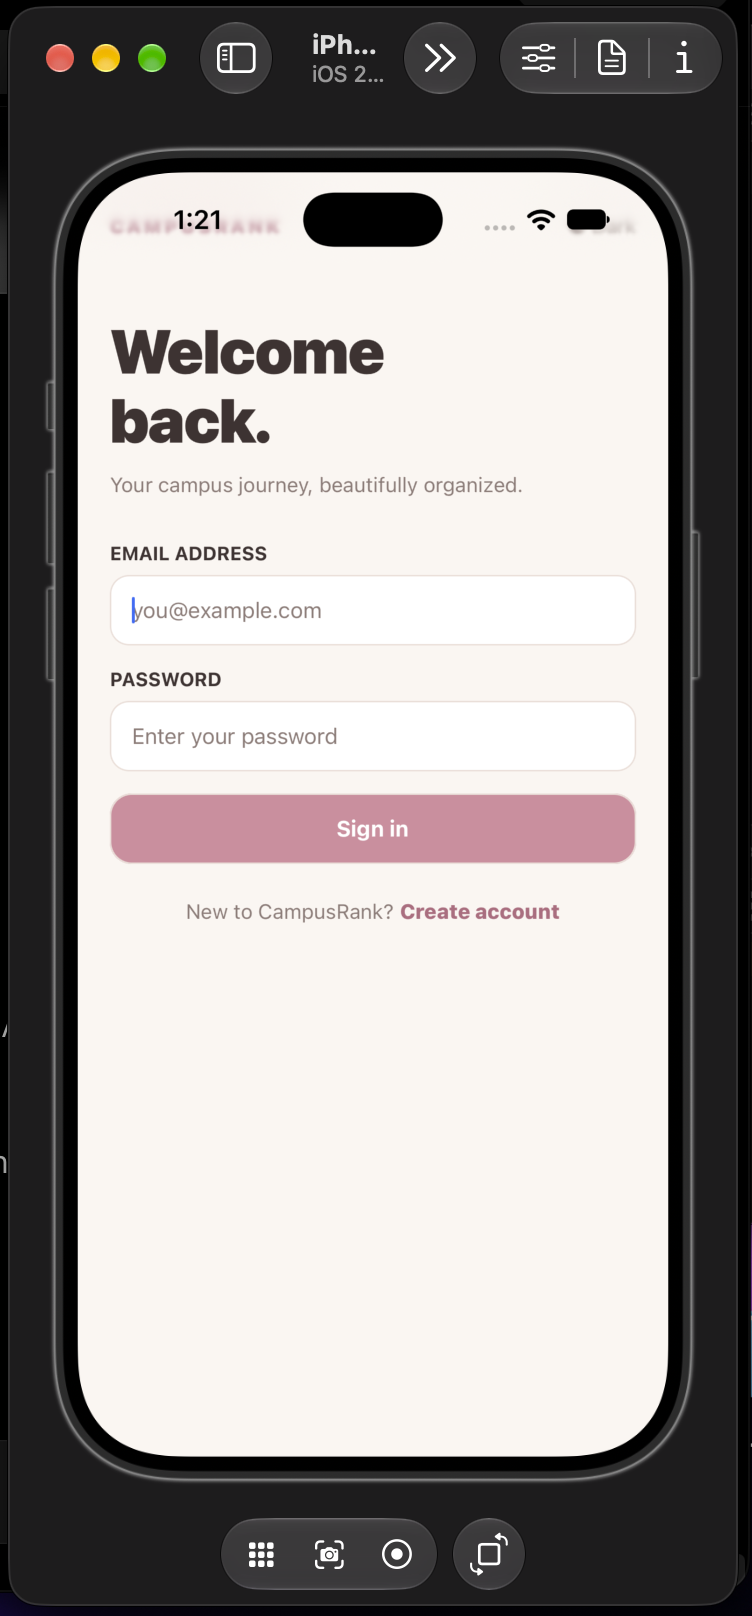 iPh...
iOS 2...
1:21
CAMPUSRANK
Welcome
back.
Your campus journey, beautifully organized.
EMAIL ADDRESS
you@example.com
PASSWORD
Enter your password
Sign in
New to CampusRank? Create account